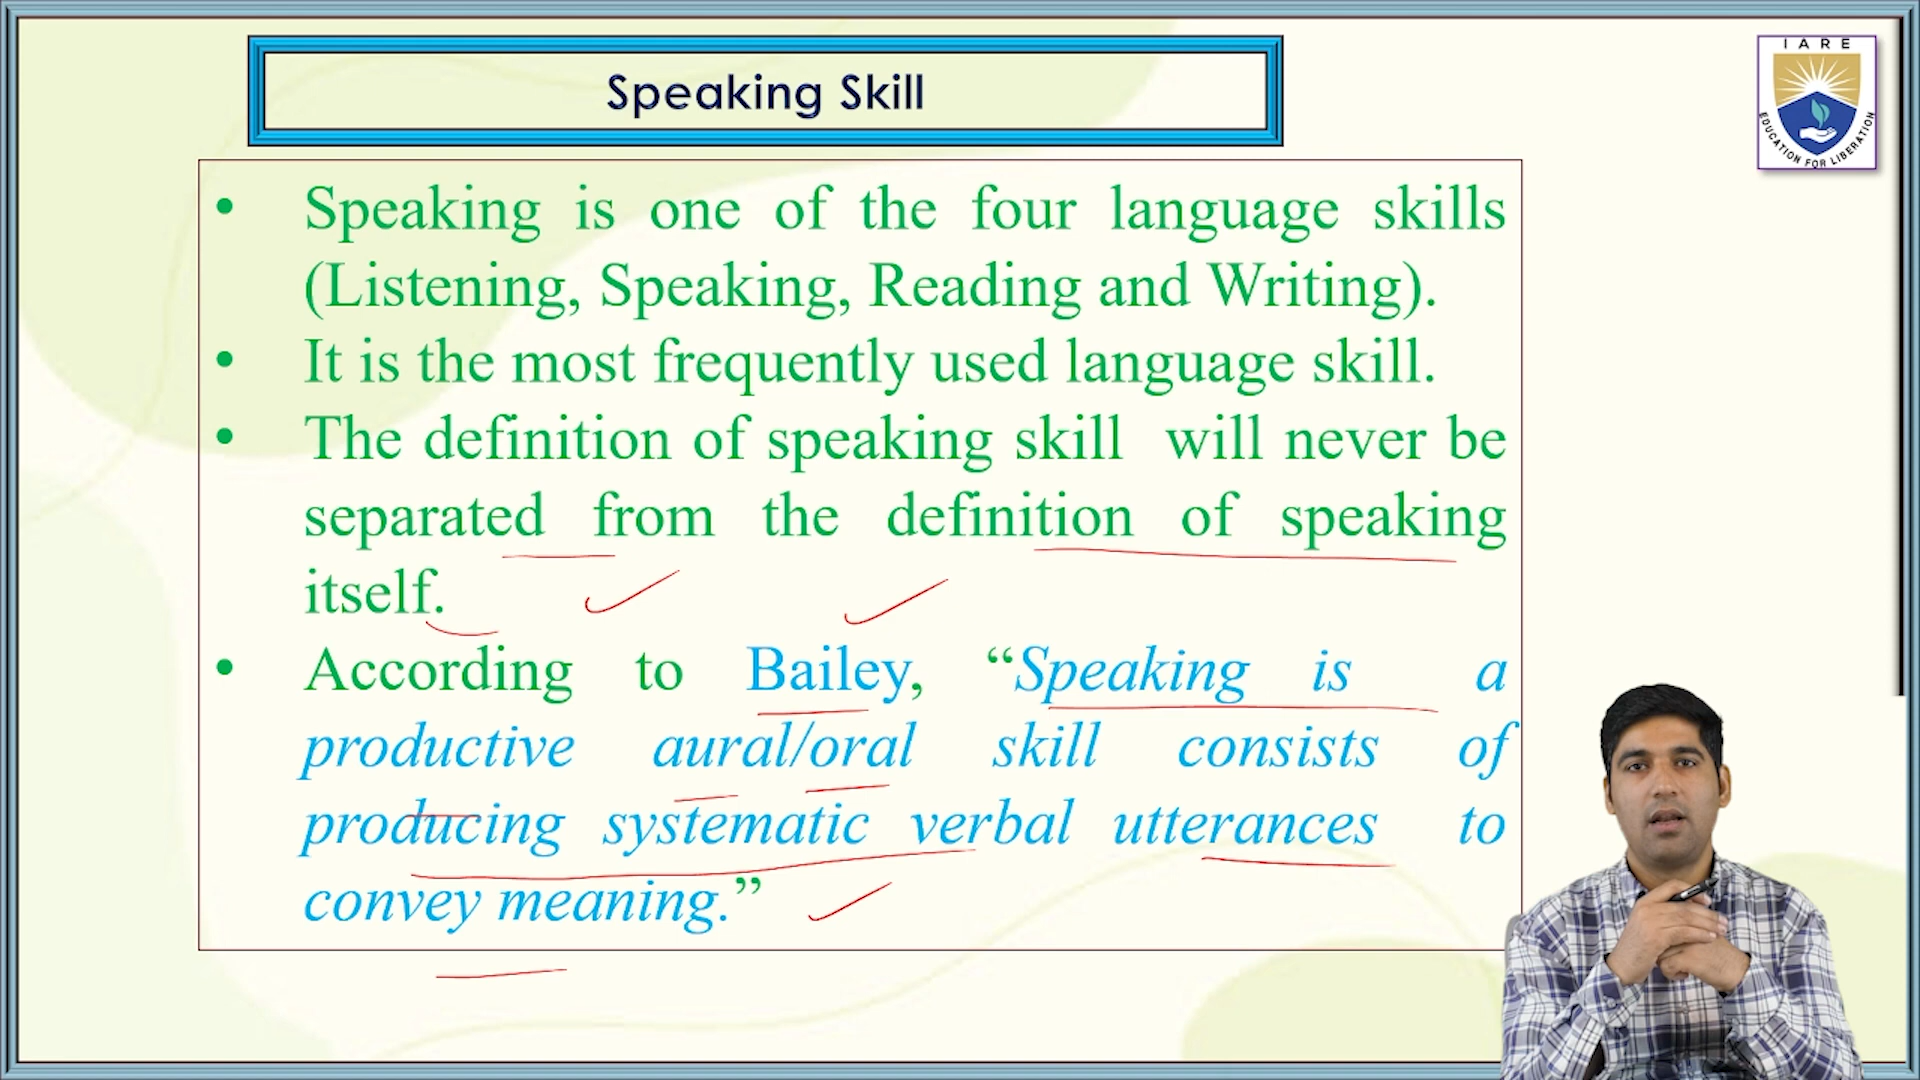 Speaking Skill
I A R E
EDUCATION FOR LIBERATION
• Speaking is one of the four language skills
(Listening, Speaking, Reading and Writing).
• It is the most frequently used language skill.
• The definition of speaking skill will never be
separated from the definition of speaking
itself.
• According to Bailey, “Speaking is a
productive aural/oral skill consists of
producing systematic verbal utterances to
convey meaning.”